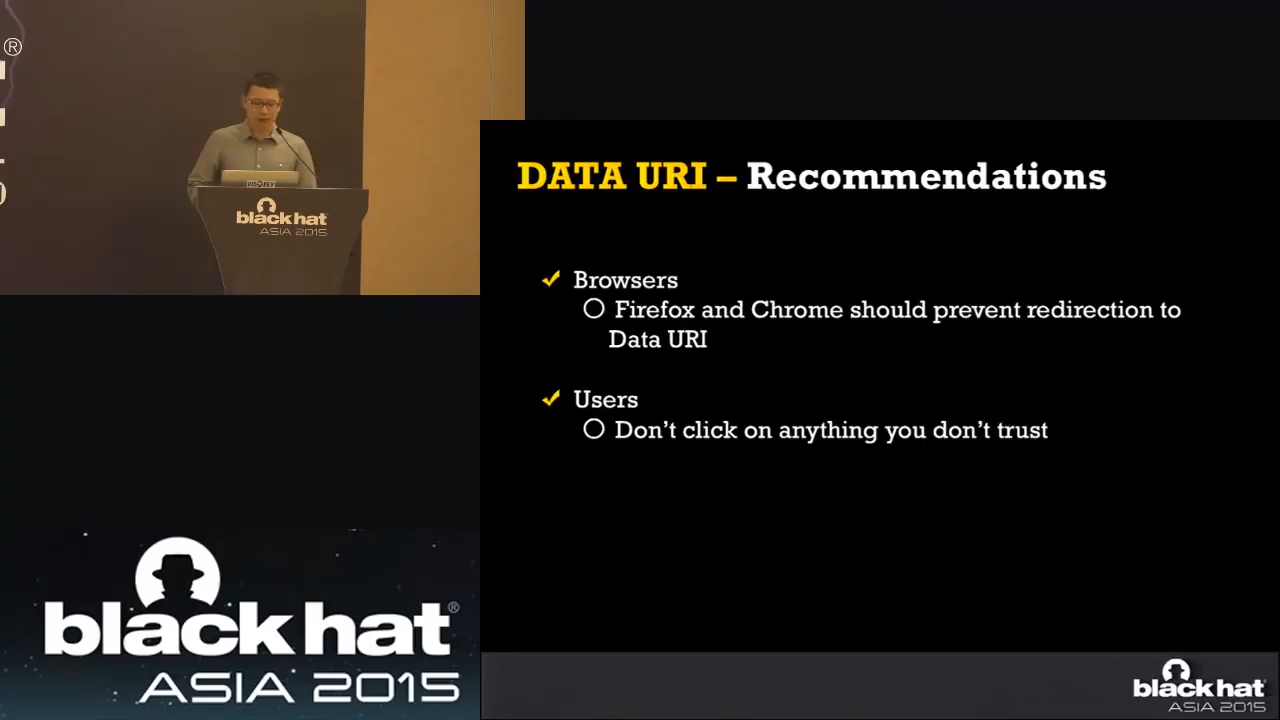 ®
black hat
ASIA 2015
DATA URI – Recommendations
Browsers
Firefox and Chrome should prevent redirection to
Data URI
Users
Don't click on anything you don't trust
black hat®
ASIA 2015
black hat
ASIA 2015